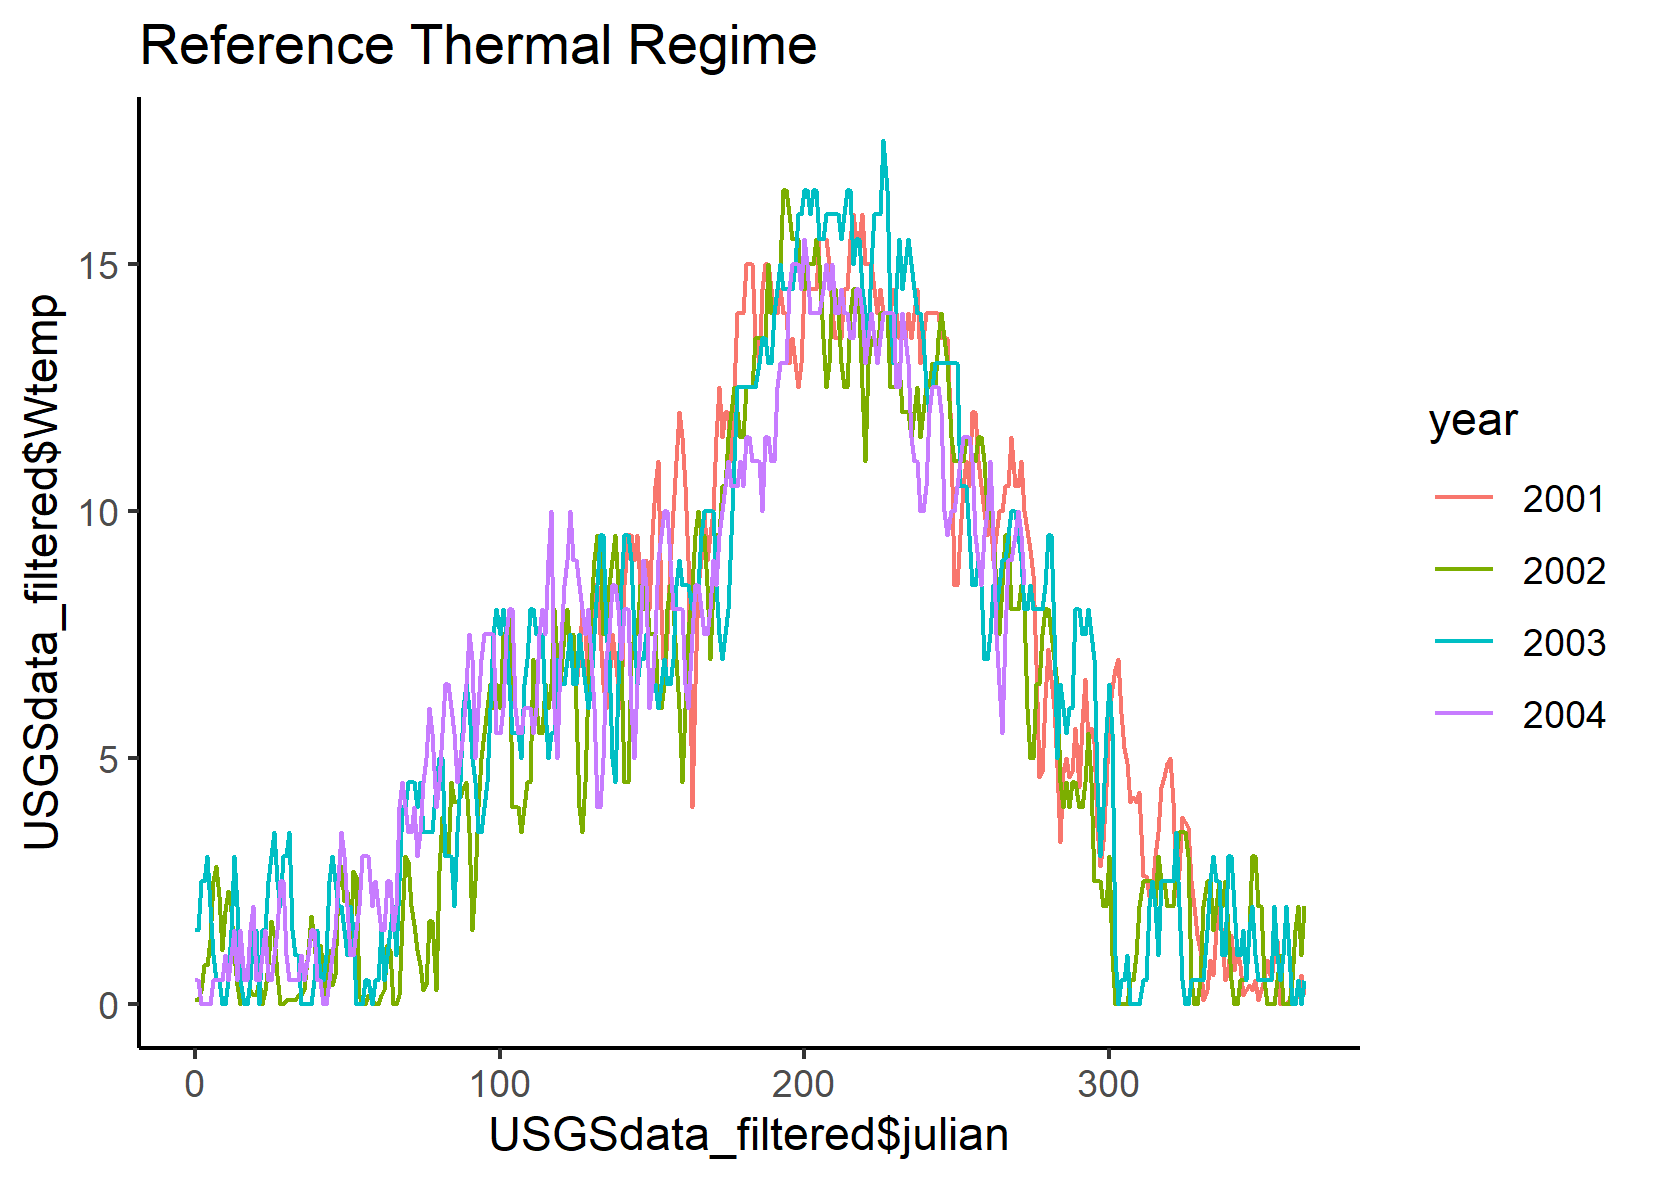 Reference Thermal Regime
USGSdata_filtered$Wtemp
15
10
5
0
0 100 200 300
USGSdata_filtered$julian
year
2001
2002
2003
2004